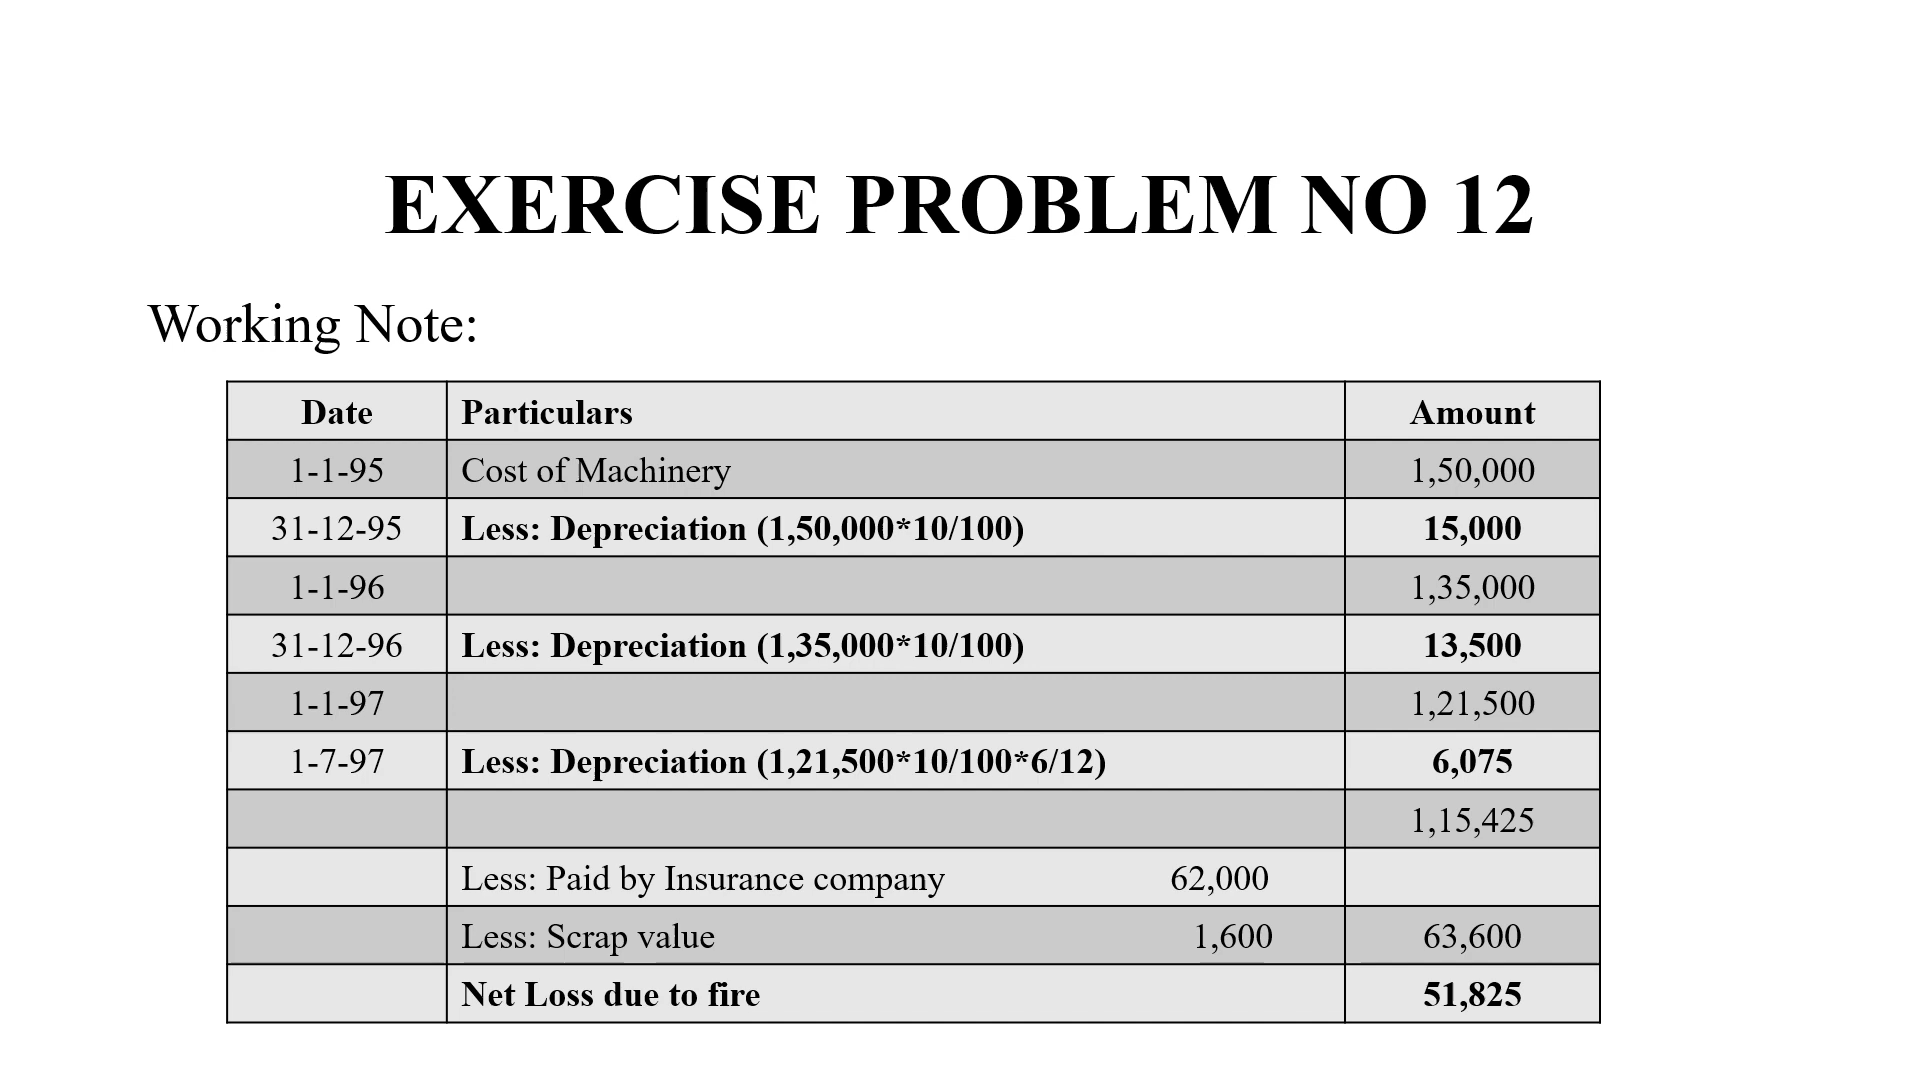 EXERCISE PROBLEM NO 12
Working Note:
Date Particulars Amount
1-1-95 Cost of Machinery 1,50,000
31-12-95 Less: Depreciation (1,50,000*10/100) 15,000
1-1-96 1,35,000
31-12-96 Less: Depreciation (1,35,000*10/100) 13,500
1-1-97 1,21,500
1-7-97 Less: Depreciation (1,21,500*10/100*6/12) 6,075
1,15,425
Less: Paid by Insurance company 62,000
Less: Scrap value 1,600 63,600
Net Loss due to fire 51,825